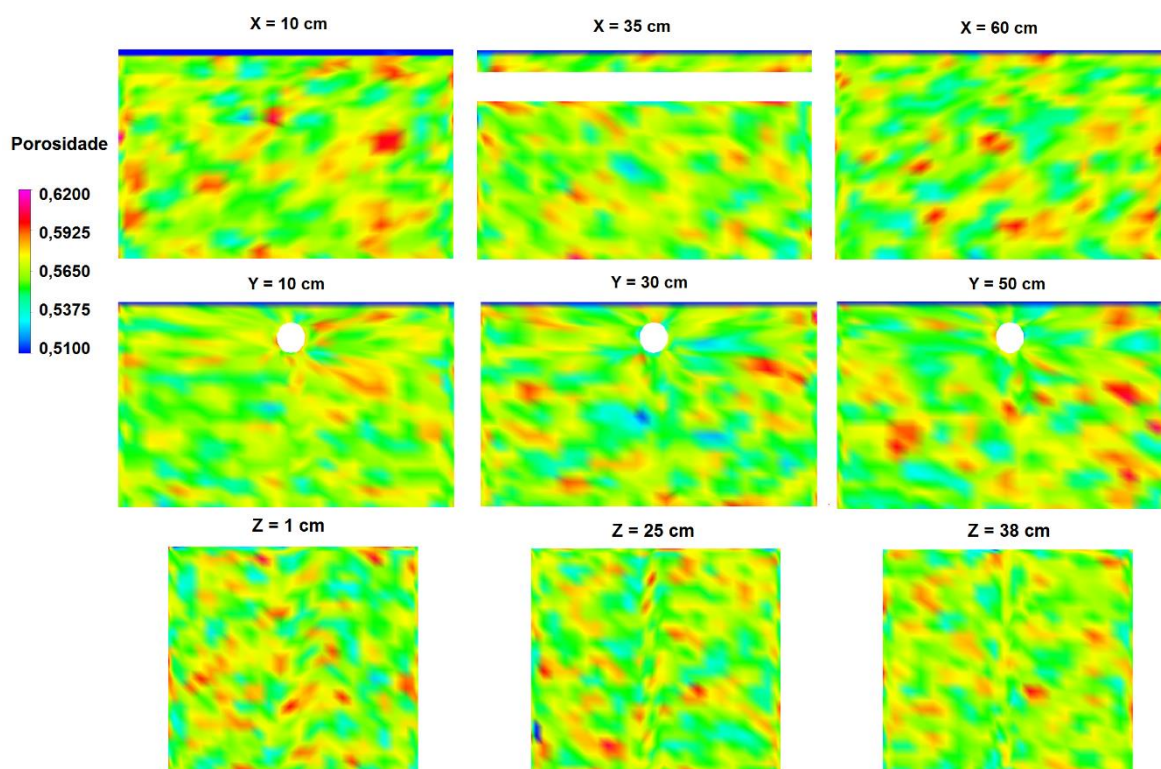 X = 10 cm
X = 35 cm
X = 60 cm
Porosidade
0,6200
0,5925
0,5650
0,5375
0,5100
Y = 10 cm
Y = 30 cm
Y = 50 cm
Z = 1 cm
Z = 25 cm
Z = 38 cm